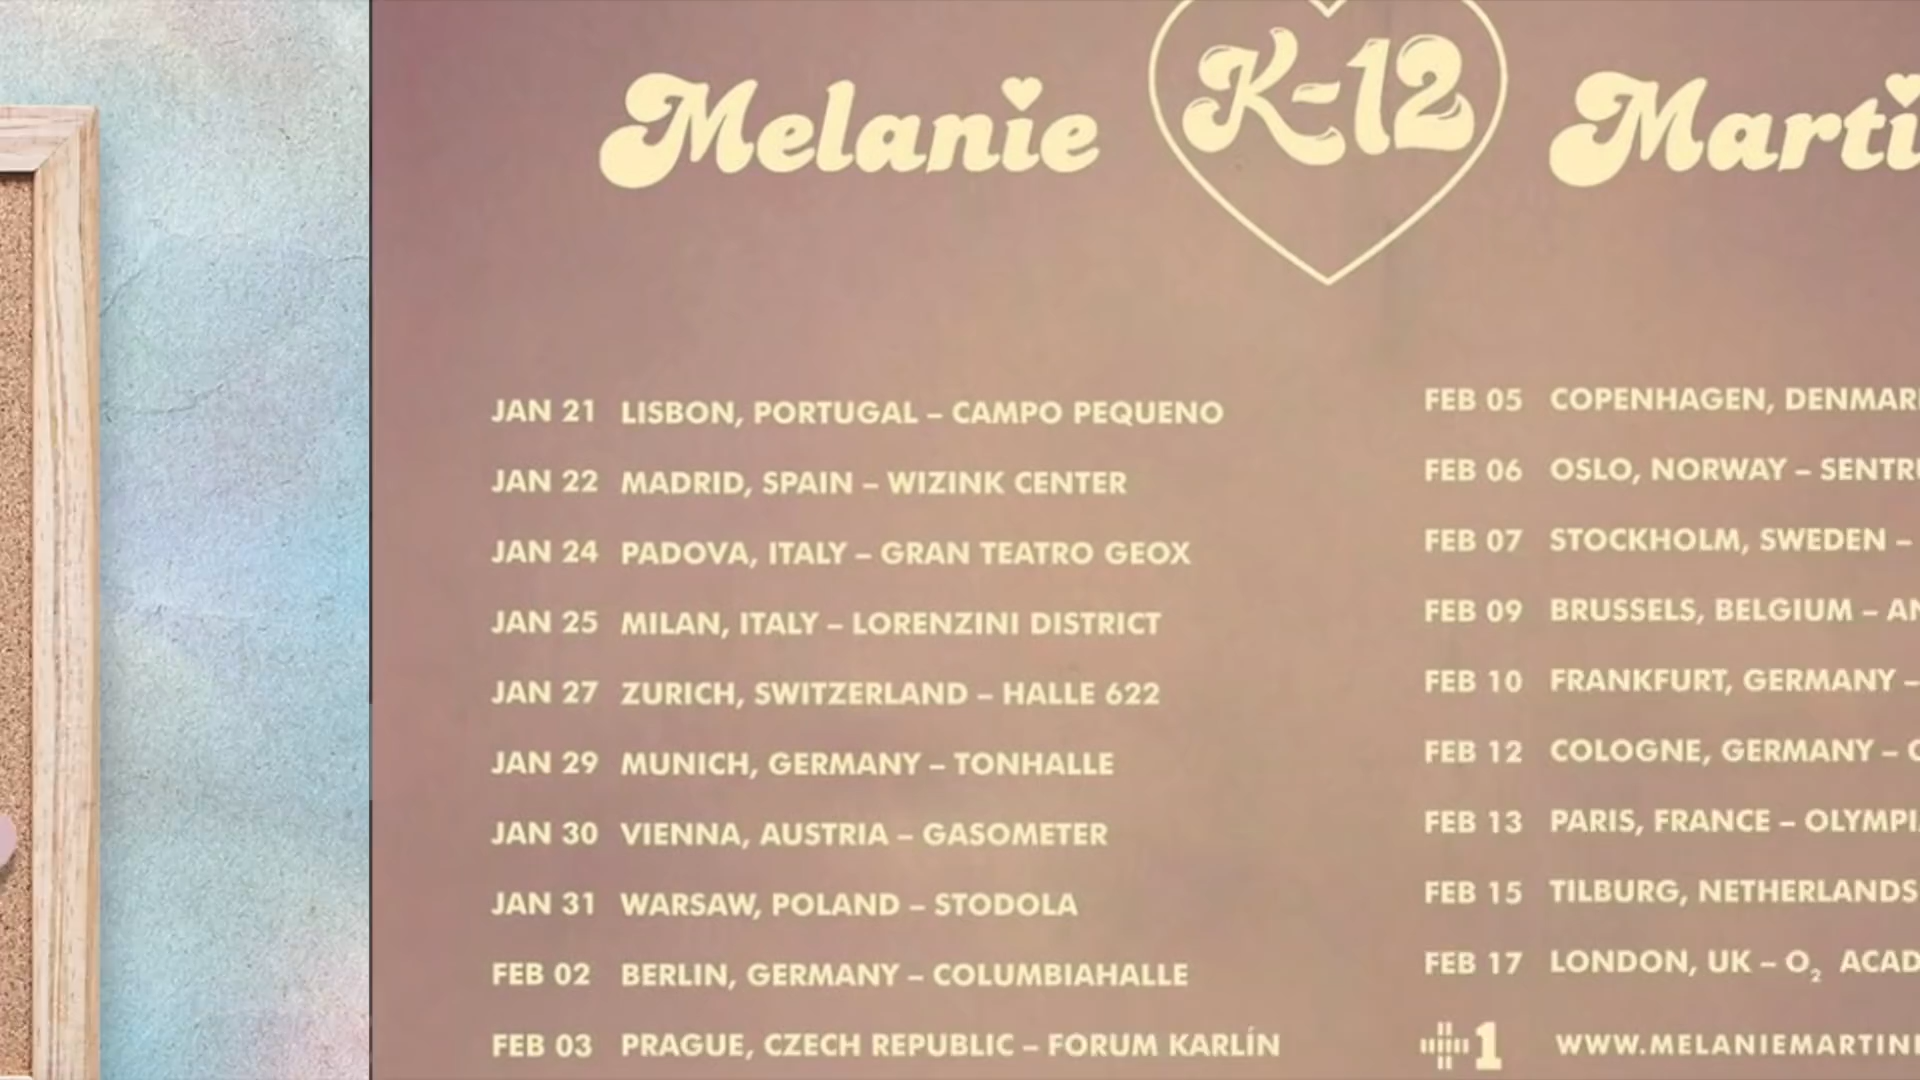 Melanie K-12 Marti
JAN 21 LISBON, PORTUGAL – CAMPO PEQUENO
JAN 22 MADRID, SPAIN – WIZINK CENTER
JAN 24 PADOVA, ITALY – GRAN TEATRO GEOX
JAN 25 MILAN, ITALY – LORENZINI DISTRICT
JAN 27 ZURICH, SWITZERLAND – HALLE 622
JAN 29 MUNICH, GERMANY – TONHALLE
JAN 30 VIENNA, AUSTRIA – GASOMETER
JAN 31 WARSAW, POLAND – STODOLA
FEB 02 BERLIN, GERMANY – COLUMBIAHALLE
FEB 03 PRAGUE, CZECH REPUBLIC – FORUM KARLÍN
FEB 05 COPENHAGEN, DENMAR
FEB 06 OSLO, NORWAY – SENTR
FEB 07 STOCKHOLM, SWEDEN –
FEB 09 BRUSSELS, BELGIUM – AN
FEB 10 FRANKFURT, GERMANY –
FEB 12 COLOGNE, GERMANY –
FEB 13 PARIS, FRANCE – OLYMPI
FEB 15 TILBURG, NETHERLANDS
FEB 17 LONDON, UK – O₂ ACAD
1 WWW.MELANIEMARTIN